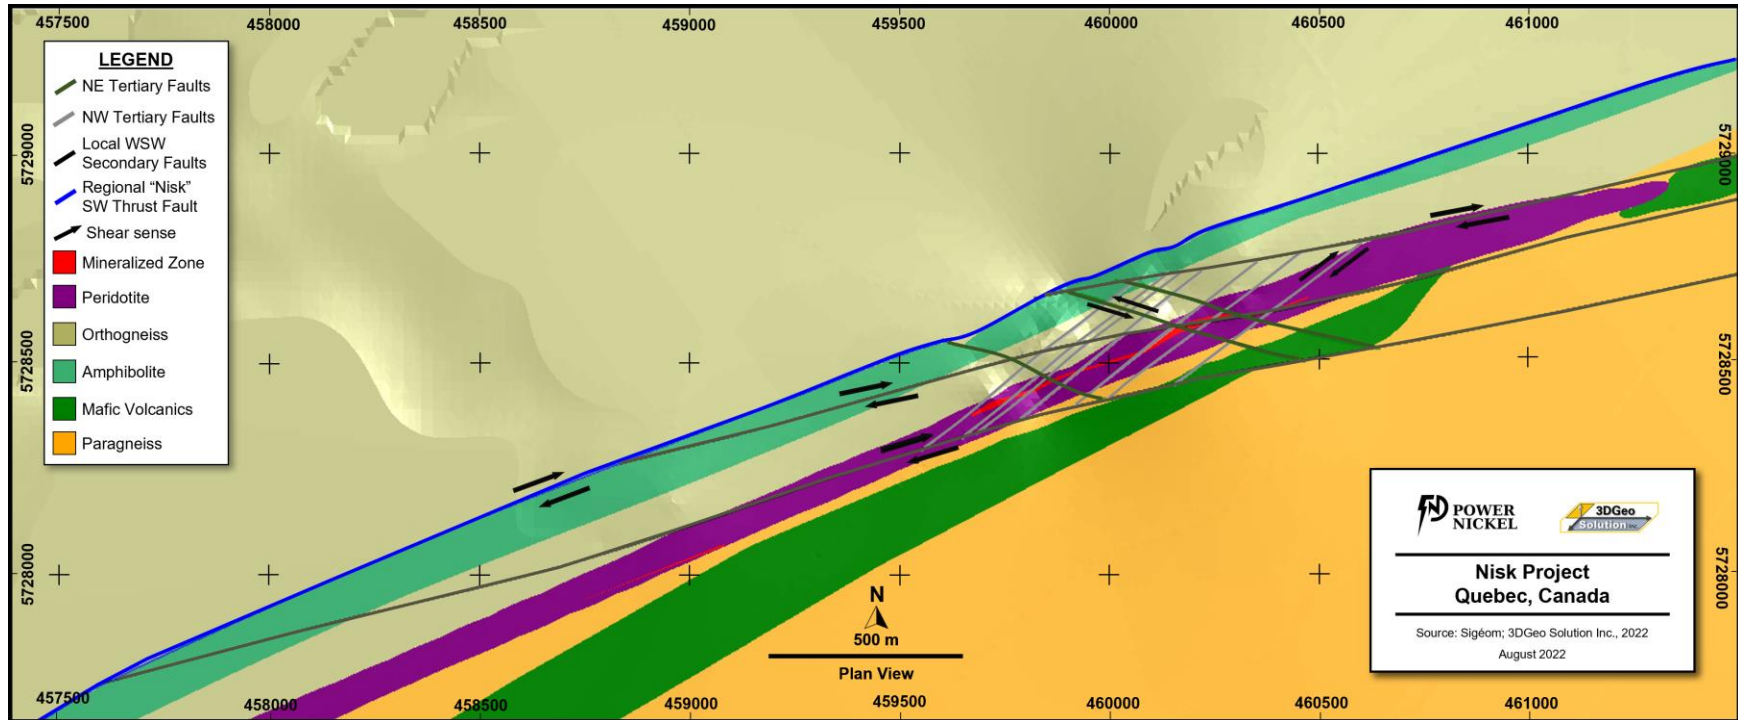 457500 458000 458500 459000 459500 460000 460500 461000
LEGEND
NE Tertiary Faults
NW Tertiary Faults
Local WSW
Secondary Faults
Regional “Nisk”
SW Thrust Fault
Shear sense
Mineralized Zone
Peridotite
Orthogneiss
Amphibolite
Mafic Volcanics
Paragneiss
5729000
5728500
5728000
5729000
5728500
5728000
N
500 m
Plan View
POWER
NICKEL
3DGeo
Solution INC.
Nisk Project
Quebec, Canada
Source: Sigéom; 3DGeo Solution Inc., 2022
August 2022
457500 458000 458500 459000 459500 460000 460500 461000